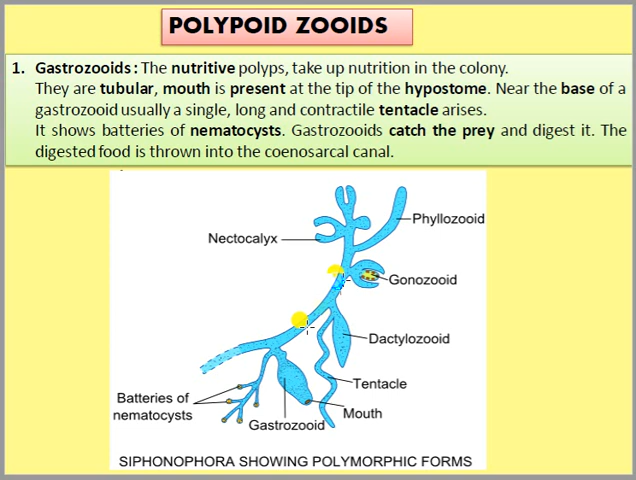 POLYPOID ZOOIDS
1. Gastrozooids : The nutritive polyps, take up nutrition in the colony.
They are tubular, mouth is present at the tip of the hypostome. Near the base of a
gastrozooid usually a single, long and contractile tentacle arises.
It shows batteries of nematocysts. Gastrozooids catch the prey and digest it. The
digested food is thrown into the coenosarcal canal.
Phyllozooid
Nectocalyx
Gonozooid
Dactylozooid
Tentacle
Batteries of
nematocysts
Mouth
Gastrozooid
SIPHONOPHORA SHOWING POLYMORPHIC FORMS